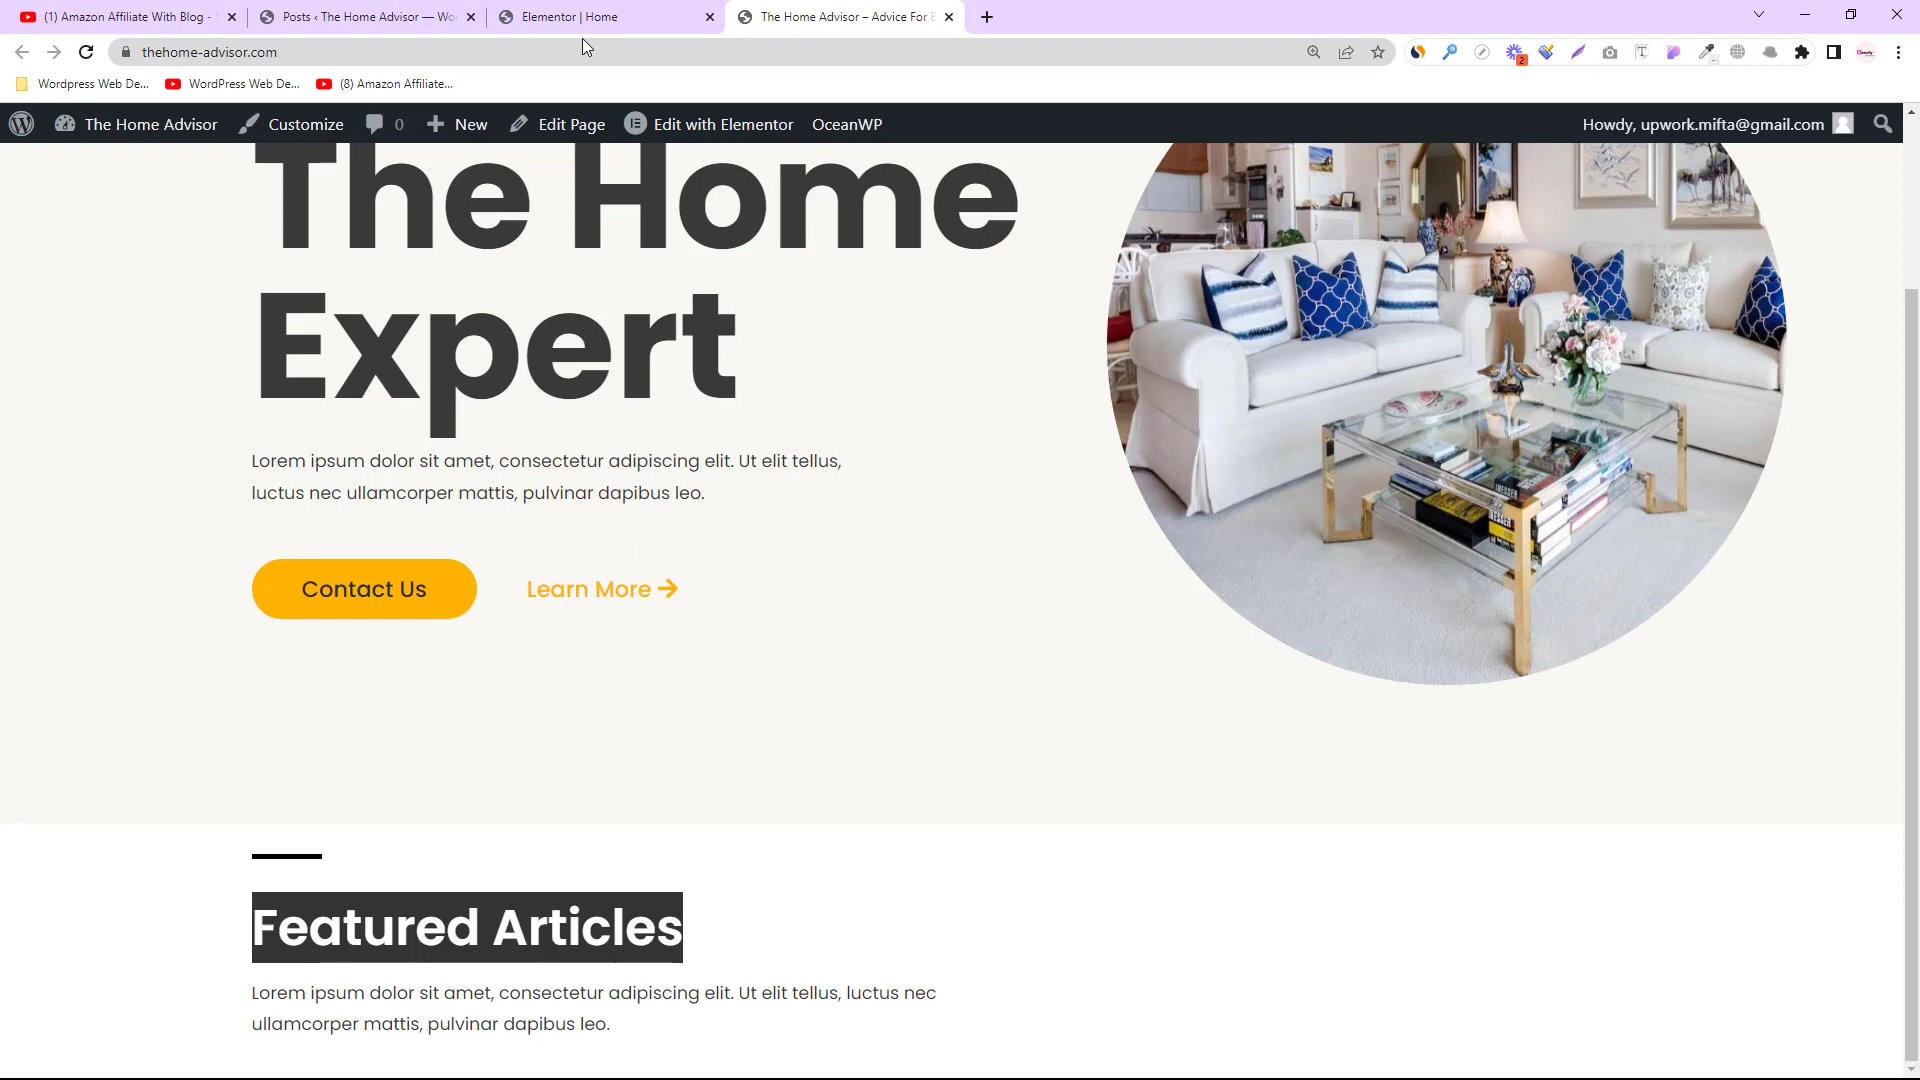 (1) Amazon Affiliate With Blog -
Posts ‹ The Home Advisor — Wo
Elementor | Home
The Home Advisor – Advice For E
thehome-advisor.com
2
Wordpress Web De...
WordPress Web De...
(8) Amazon Affiliate...
The Home Advisor
Customize
0
New
Edit Page
Edit with Elementor
OceanWP
Howdy, upwork.mifta@gmail.com
The Home
Expert
Lorem ipsum dolor sit amet, consectetur adipiscing elit. Ut elit tellus,
luctus nec ullamcorper mattis, pulvinar dapibus leo.
Contact Us
Learn More
Featured Articles
Lorem ipsum dolor sit amet, consectetur adipiscing elit. Ut elit tellus, luctus nec
ullamcorper mattis, pulvinar dapibus leo.